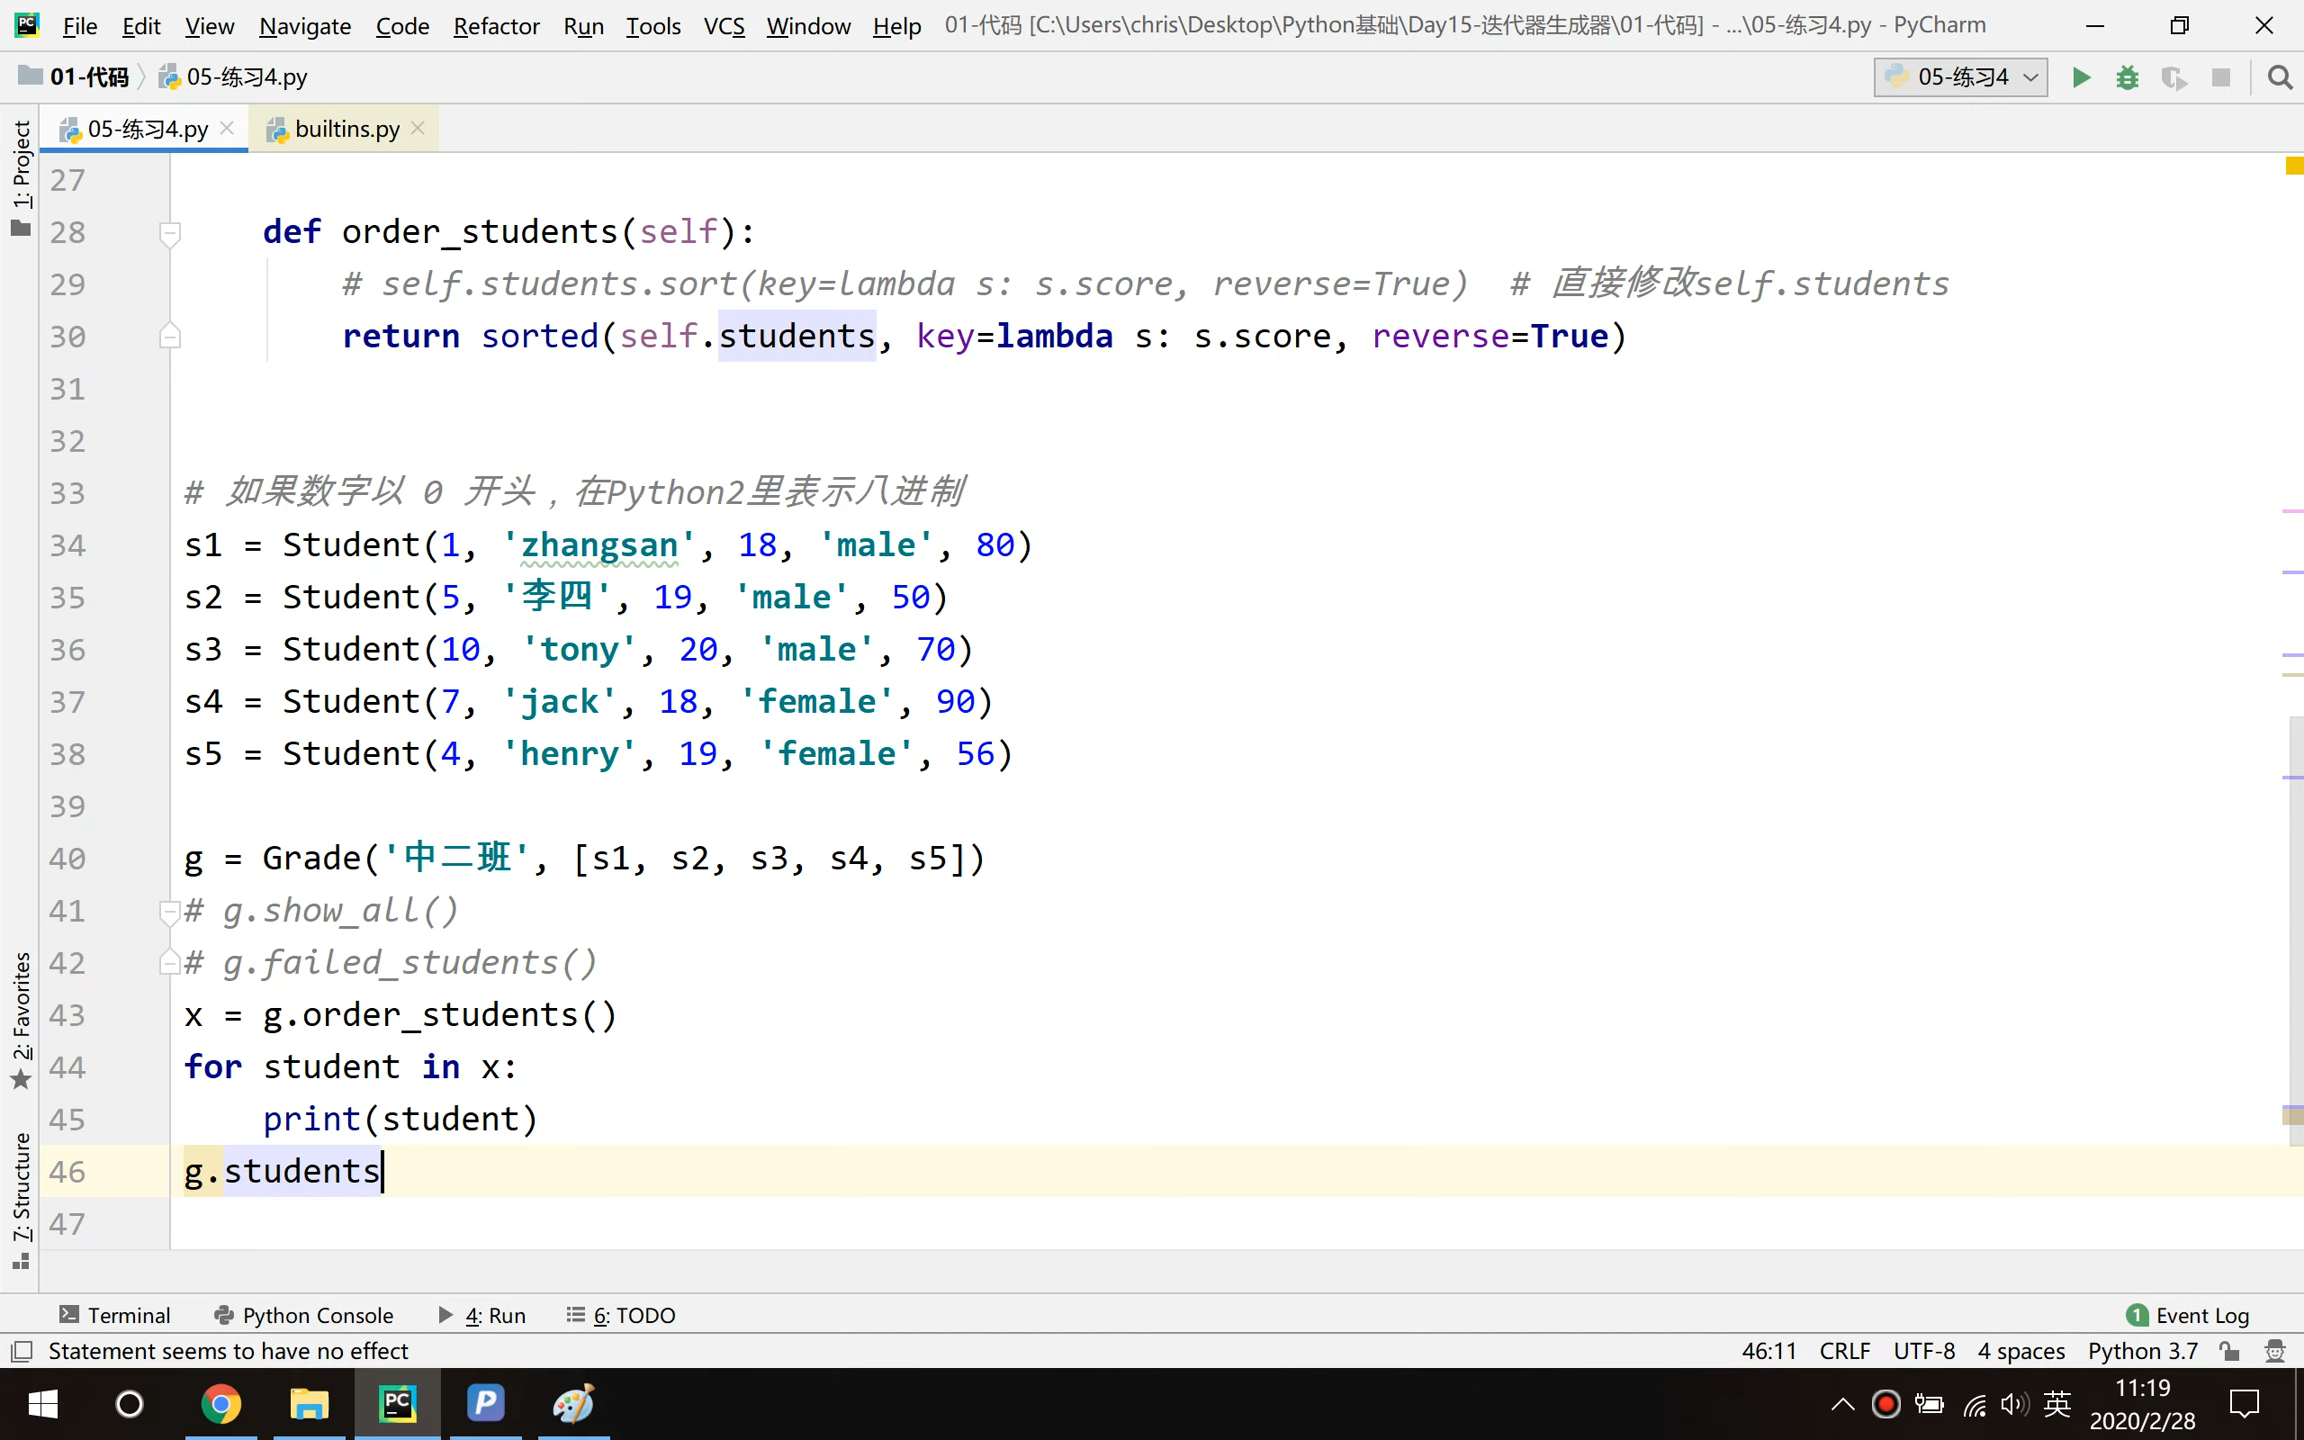 File Edit View Navigate Code Refactor Run Tools VCS Window Help 01-代码 [C:\Users\chris\Desktop\Python基础\Day15-迭代器生成器\01-代码] - ...\05-练习4.py - PyCharm
01-代码 05-练习4.py 05-练习4
05-练习4.py builtins.py
1: Project
2: Favorites
7: Structure
27
28 def order_students(self):
29 # self.students.sort(key=lambda s: s.score, reverse=True) # 直接修改self.students
30 return sorted(self.students, key=lambda s: s.score, reverse=True)
31
32
33 # 如果数字以 0 开头，在Python2里表示八进制
34 s1 = Student(1, 'zhangsan', 18, 'male', 80)
35 s2 = Student(5, '李四', 19, 'male', 50)
36 s3 = Student(10, 'tony', 20, 'male', 70)
37 s4 = Student(7, 'jack', 18, 'female', 90)
38 s5 = Student(4, 'henry', 19, 'female', 56)
39
40 g = Grade('中二班', [s1, s2, s3, s4, s5])
41 # g.show_all()
42 # g.failed_students()
43 x = g.order_students()
44 for student in x:
45 print(student)
46 g.students
47
Terminal Python Console 4: Run 6: TODO 1 Event Log
Statement seems to have no effect 46:11 CRLF UTF-8 4 spaces Python 3.7
英 11:19
2020/2/28